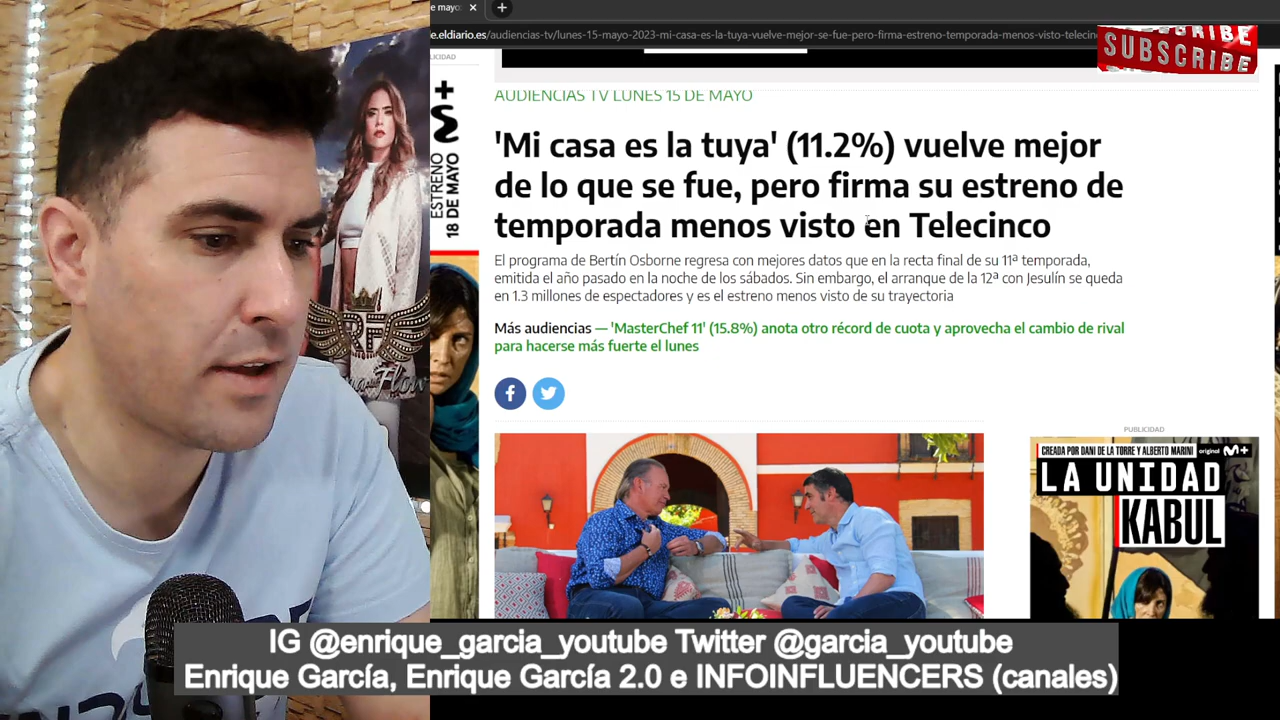 e mayo
.eldiario.es/audiencias-tv/lunes-15-mayo-2023-mi-casa-es-la-tuya-vuelve-mejor-se-fue-pero-firma-estreno-temporada-menos-visto-telecin
SUBSCRIBE
SUBSCRIBE
AUDIENCIAS TV LUNES 15 DE MAYO
'Mi casa es la tuya' (11.2%) vuelve mejor
de lo que se fue, pero firma su estreno de
temporada menos visto en Telecinco
El programa de Bertín Osborne regresa con mejores datos que en la recta final de su 11ª temporada,
emitida el año pasado en la noche de los sábados. Sin embargo, el arranque de la 12ª con Jesulín se queda
en 1.3 millones de espectadores y es el estreno menos visto de su trayectoria
Más audiencias — 'MasterChef 11' (15.8%) anota otro récord de cuota y aprovecha el cambio de rival
para hacerse más fuerte el lunes
ESTRENO
18 DE MAYO
PUBLICIDAD
CREADA POR DANI DE LA TORRE Y ALBERTO MARINI original M+
LA UNIDAD
KABUL
IG @enrique_garcia_youtube Twitter @garcia_youtube
Enrique García, Enrique García 2.0 e INFOINFLUENCERS (canales)